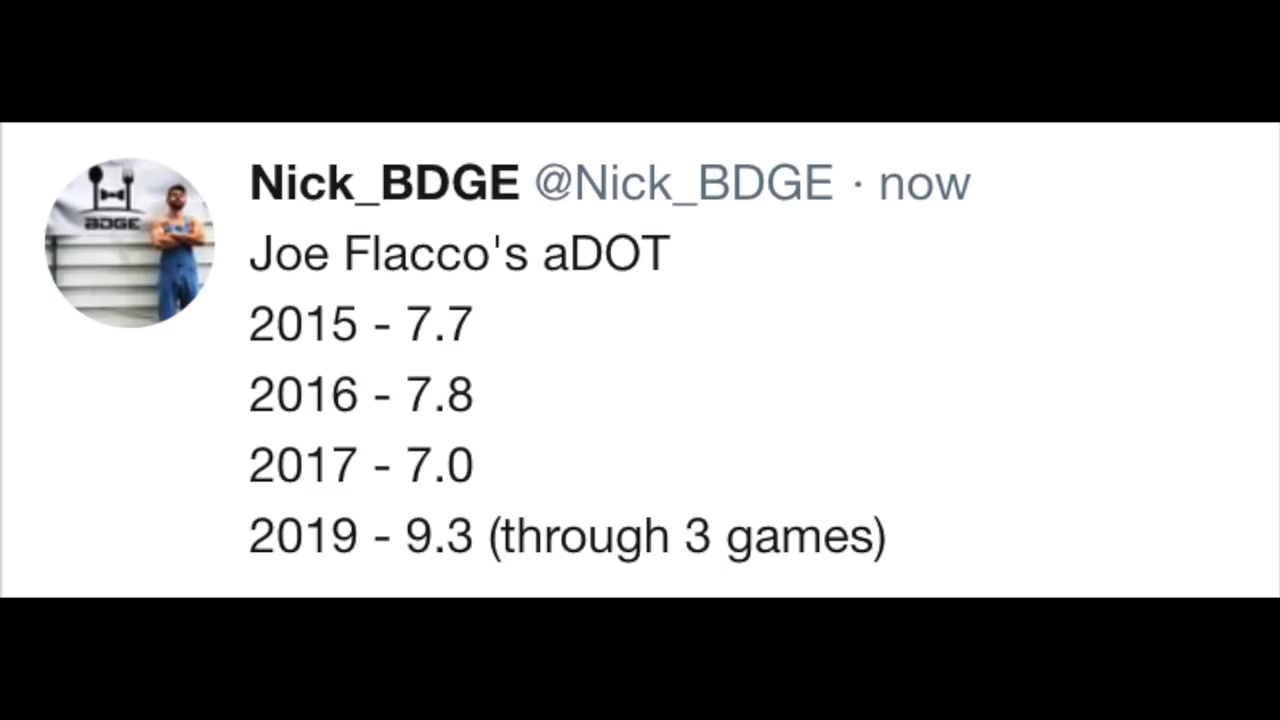 BDGE
Nick_BDGE @Nick_BDGE · now
Joe Flacco's aDOT
2015 - 7.7
2016 - 7.8
2017 - 7.0
2019 - 9.3 (through 3 games)